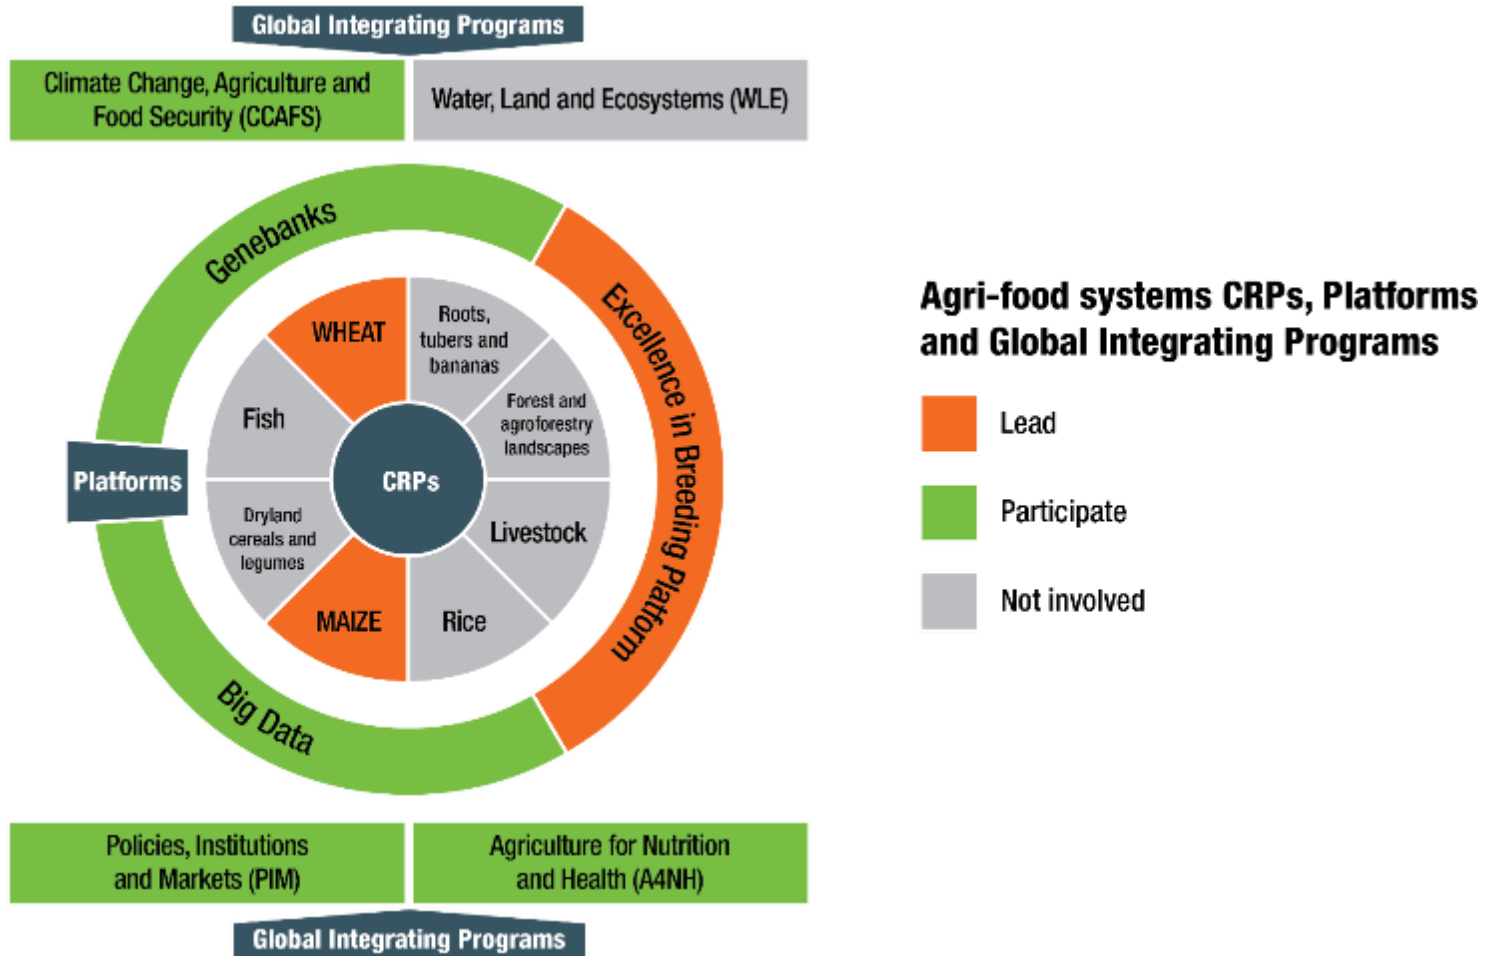 Global Integrating Programs
Climate Change, Agriculture and
Food Security (CCAFS)
Water, Land and Ecosystems (WLE)
Genebanks
Excellence in Breeding Platform
Big Data
Platforms
WHEAT
Roots,
tubers and
bananas
Forest and
agroforestry
landscapes
Livestock
Rice
MAIZE
Dryland
cereals and
legumes
Fish
CRPs
Policies, Institutions
and Markets (PIM)
Agriculture for Nutrition
and Health (A4NH)
Global Integrating Programs
Agri-food systems CRPs, Platforms
and Global Integrating Programs
Lead
Participate
Not involved